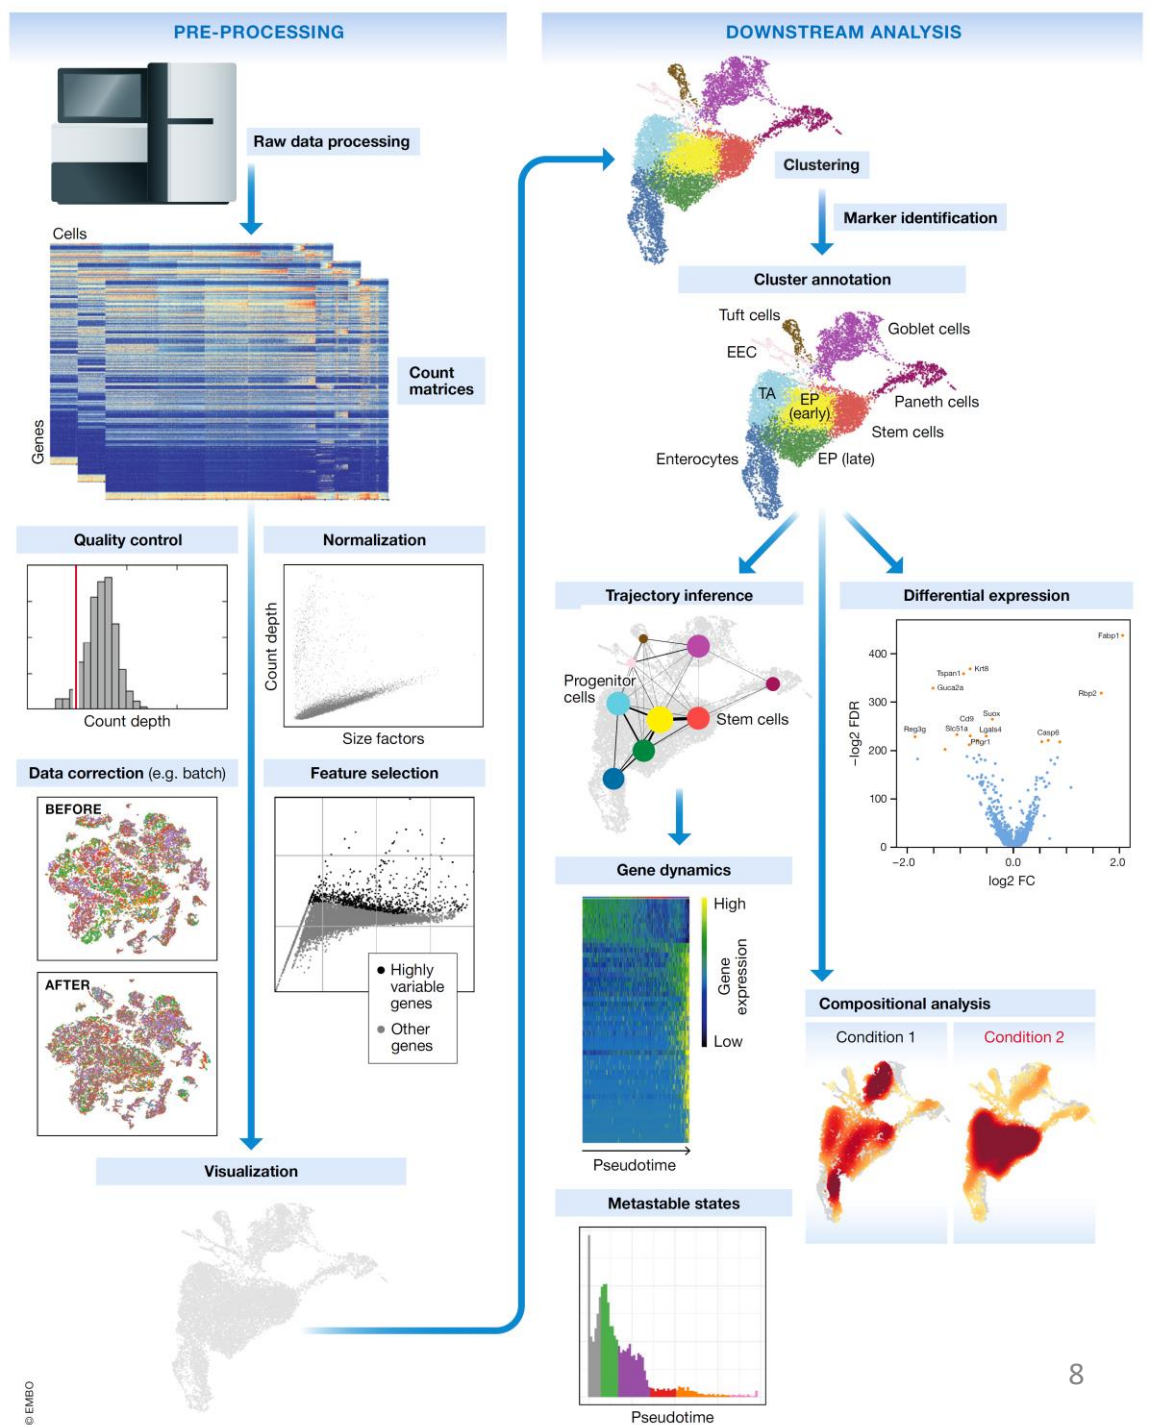 PRE-PROCESSING
Raw data processing
Cells
Genes
Count
matrices
Quality control
Count depth
Normalization
Count depth
Size factors
Data correction (e.g. batch)
BEFORE
AFTER
Feature selection
Highly
variable
genes
Other
genes
Visualization
© EMBO
DOWNSTREAM ANALYSIS
Clustering
Marker identification
Cluster annotation
Tuft cells
Goblet cells
EEC
TA
EP
(early)
Paneth cells
Stem cells
Enterocytes
EP (late)
Trajectory inference
Progenitor
cells
Stem cells
Gene dynamics
High
Gene
expression
Low
Pseudotime
Metastable states
Pseudotime
Differential expression
Fabp1
400
Krt8
Tspan1
Guca2a
Rbp2
300
Suox
Cd9
Reg3g
Slc51a
Lgals4
Casp6
Pffgr1
200
100
0
−log2 FDR
−2.0
0.0
2.0
log2 FC
Compositional analysis
Condition 1
Condition 2
8